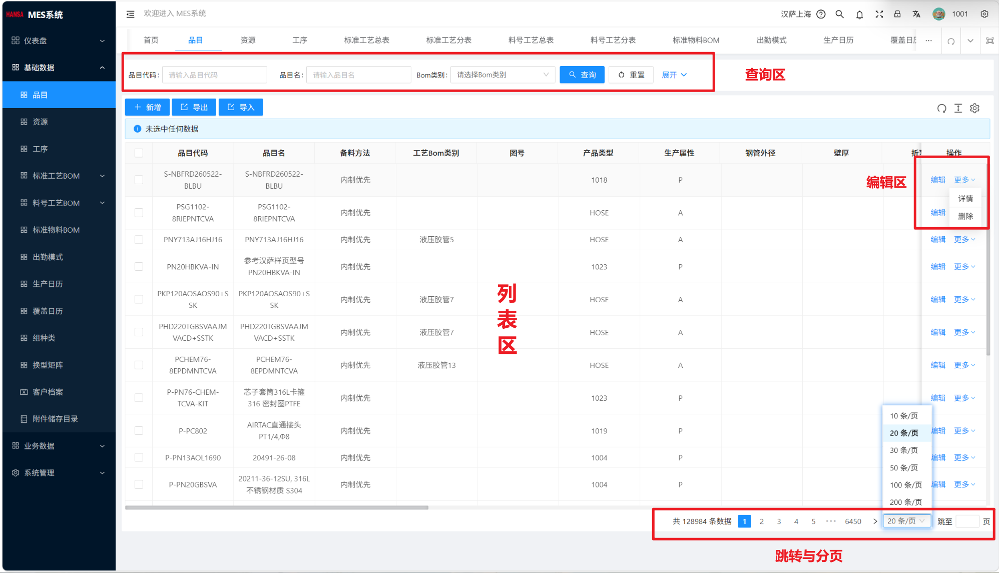 HANSA MES系统
欢迎进入 MES系统
汉萨上海
1001
仪表盘
基础数据
品目
资源
工序
标准工艺BOM
料号工艺BOM
标准物料BOM
出勤模式
生产日历
覆盖日历
组种类
换型矩阵
客户档案
附件储存目录
业务数据
系统管理
首页 品目 资源 工序 标准工艺总表 标准工艺分表 料号工艺总表 料号工艺分表 标准物料BOM 出勤模式 生产日历 覆盖日历 ···
品目代码: 请输入品目代码 品目名: 请输入品目名 Bom类别: 请选择Bom类别 查询 重置 展开
查询区
新增 导出 导入
未选中任何数据
品目代码 品目名 备料方法 工艺Bom类别 图号 产品类型 生产属性 钢管外径 壁厚 折 操作
S-NBFRD260522-BLBU S-NBFRD260522-BLBU 内制优先 1018 P 编辑 更多
编辑区
详情
删除
PSG1102-8RIEPNTCVA PSG1102-8RIEPNTCVA 内制优先 HOSE A 编辑
PNY713AJ16HJ16 PNY713AJ16HJ16 内制优先 液压胶管5 HOSE A 编辑 更多
PN20HBKVA-IN 参考汉萨样页型号PN20HBKVA-IN 内制优先 1023 P 编辑 更多
PKP120AOSAOS90+SSK PKP120AOSAOS90+SSK 内制优先 液压胶管7 HOSE A 编辑 更多
列表区
PHD220TGBSVAAJMVACD+SSTK PHD220TGBSVAAJMVACD+SSTK 内制优先 液压胶管7 HOSE A 编辑 更多
PCHEM76-8EPDMNTCVA PCHEM76-8EPDMNTCVA 内制优先 液压胶管13 HOSE A 编辑 更多
P-PN76-CHEM-TCVA-KIT 芯子套筒316L卡箍316 密封圈PTFE 内制优先 1023 P 编辑 更多
P-PC802 AIRTAC直通接头PT1/4,Φ8 内制优先 1019 P 编辑 更多
P-PN13AOL1690 20491-26-08 内制优先 1004 P 编辑 更多
P-PN20GBSVA 20211-36-12SU, 316L不锈钢材质 S304 内制优先 1004 P 编辑 更多
10 条/页
20 条/页
30 条/页
50 条/页
100 条/页
200 条/页
共 128984 条数据 1 2 3 4 5 ··· 6450 > 20 条/页 跳至 页
跳转与分页